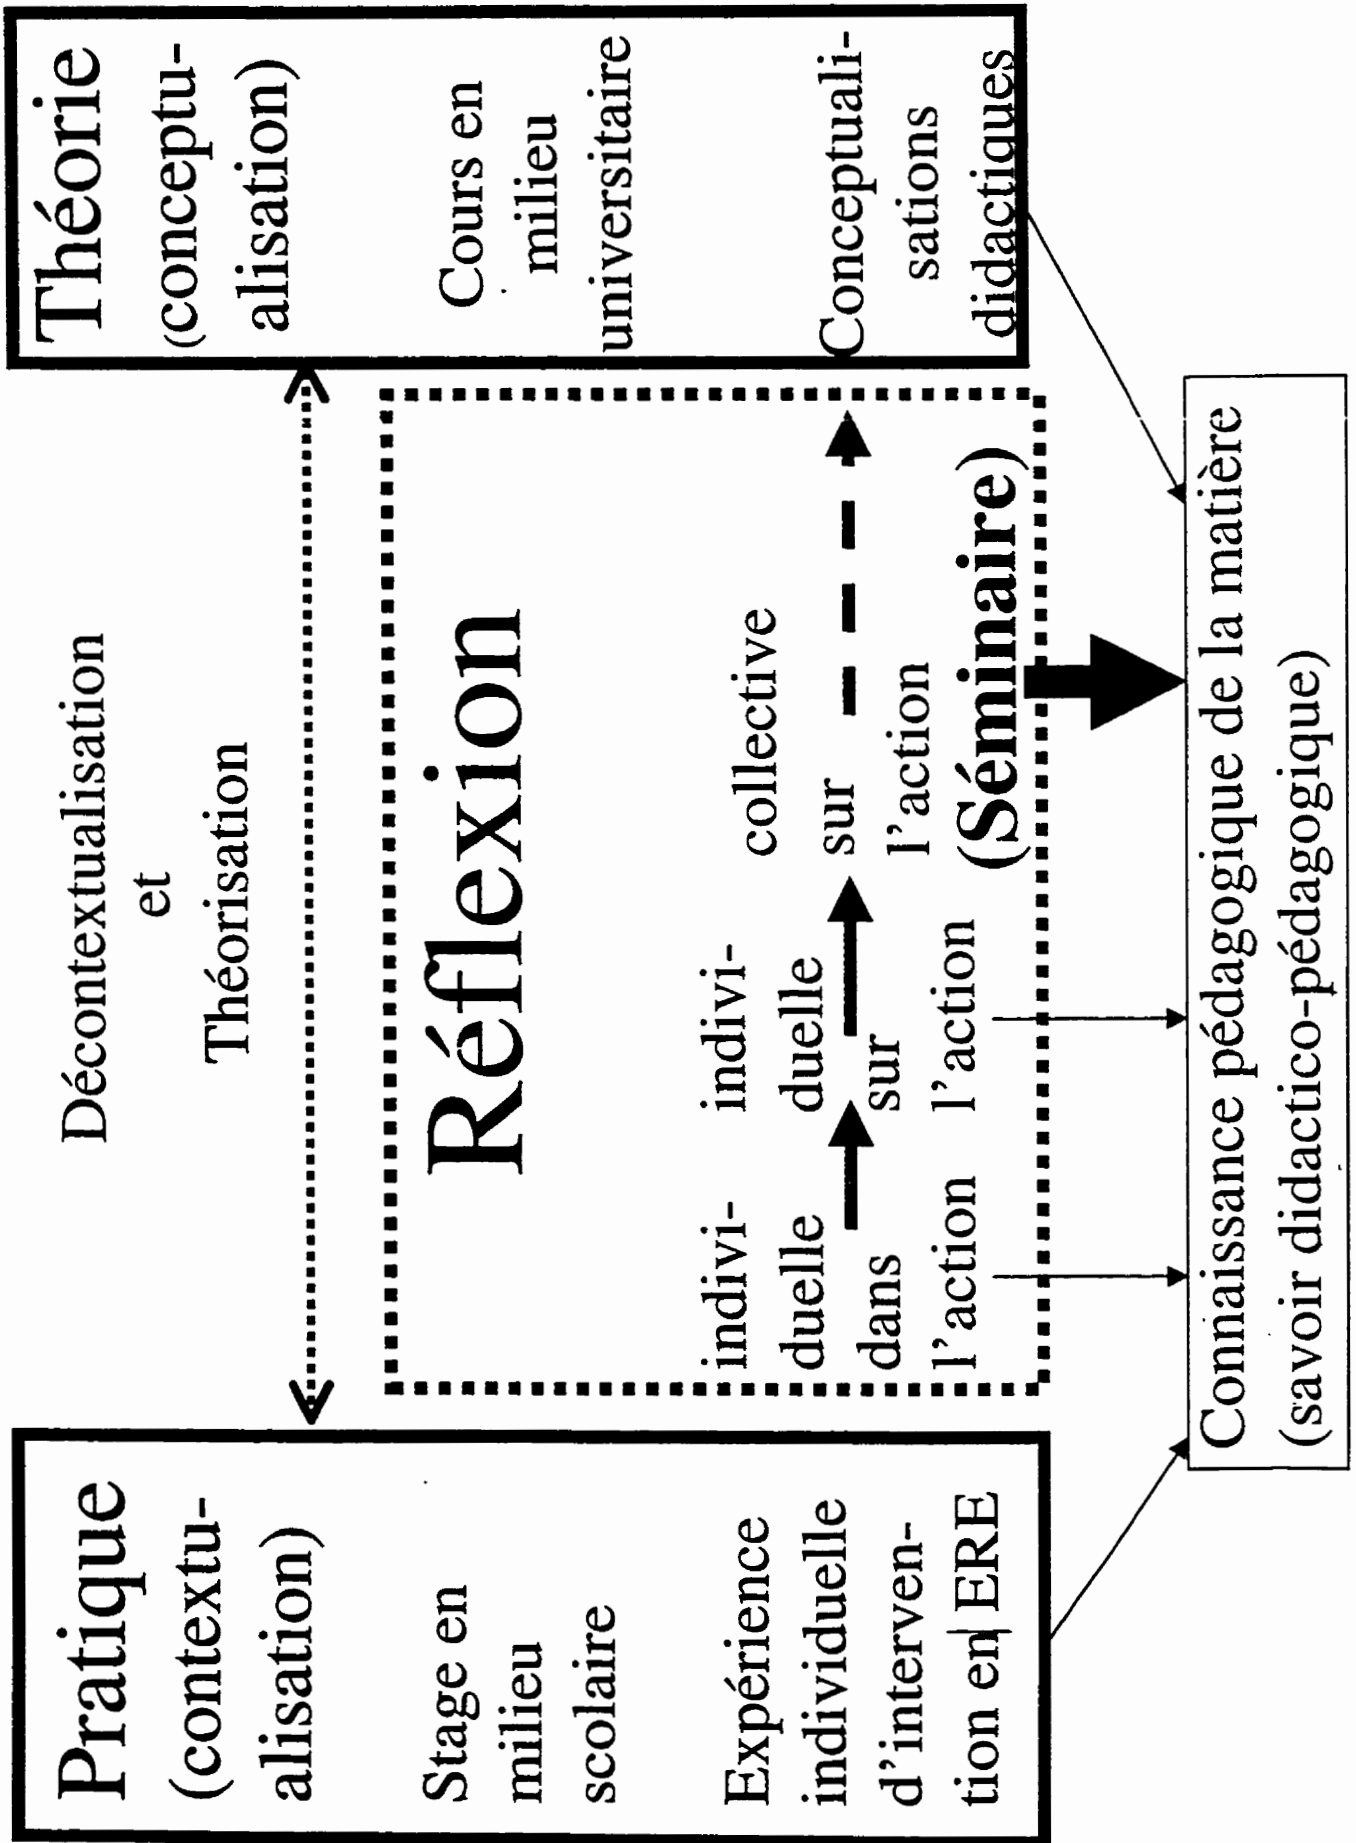 Décontextualisation
et
Théorisation
Pratique
(contextu-
alisation)
Stage en
milieu
scolaire
Expérience
individuelle
d'interven-
tion en ERE
Réflexion
indivi-
duelle
dans
l'action
indivi-
duelle
sur
l'action
collective
sur
l'action
(Séminaire)
Théorie
(conceptu-
alisation)
Cours en
milieu
universitaire
Conceptuali-
sations
didactiques
Connaissance pédagogique de la matière
(savoir didactico-pédagogique)